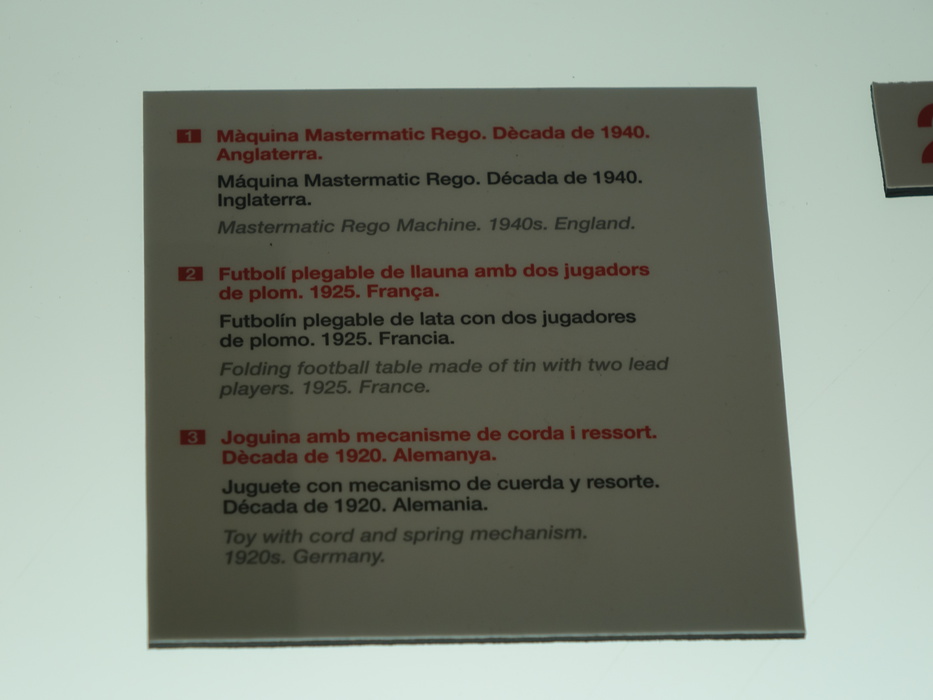 1 Màquina Mastermatic Rego. Dècada de 1940.
Anglaterra.
Máquina Mastermatic Rego. Década de 1940.
Inglaterra.
Mastermatic Rego Machine. 1940s. England.
2 Futbolí plegable de llauna amb dos jugadors
de plom. 1925. França.
Futbolín plegable de lata con dos jugadores
de plomo. 1925. Francia.
Folding football table made of tin with two lead
players. 1925. France.
3 Joguina amb mecanisme de corda i ressort.
Dècada de 1920. Alemanya.
Juguete con mecanismo de cuerda y resorte.
Década de 1920. Alemania.
Toy with cord and spring mechanism.
1920s. Germany.
2